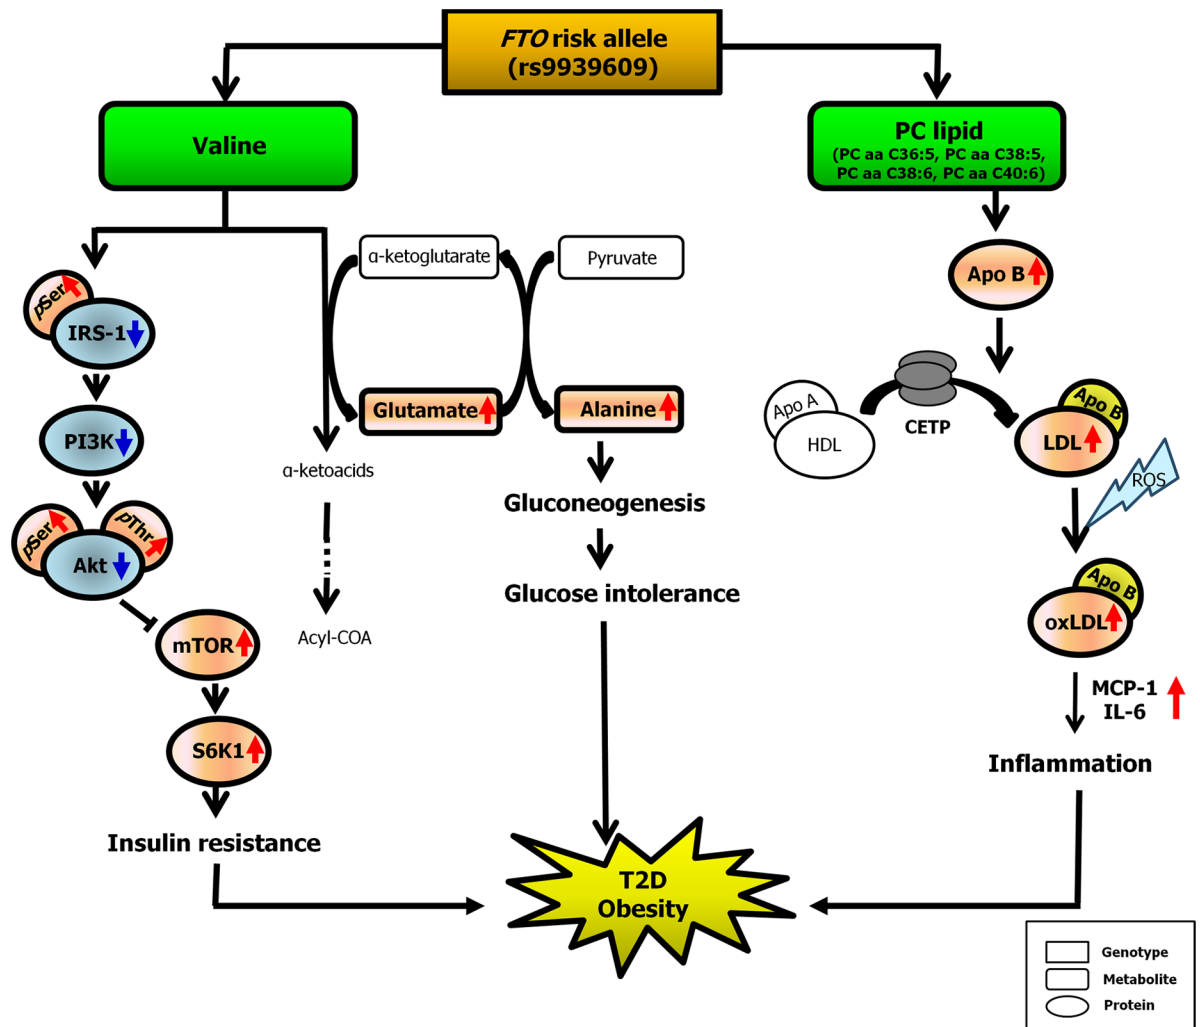 FTO risk allele
(rs9939609)
Valine
PC lipid
(PC aa C36:5, PC aa C38:5,
PC aa C38:6, PC aa C40:6)
α-ketoglutarate
Pyruvate
Apo B
pSer
IRS-1
Glutamate
Alanine
Apo A
HDL
CETP
Apo B
LDL
PI3K
α-ketoacids
ROS
Gluconeogenesis
pSer
pThr
Akt
Glucose intolerance
Apo B
oxLDL
mTOR
Acyl-COA
MCP-1
IL-6
S6K1
Inflammation
Insulin resistance
T2D
Obesity
Genotype
Metabolite
Protein